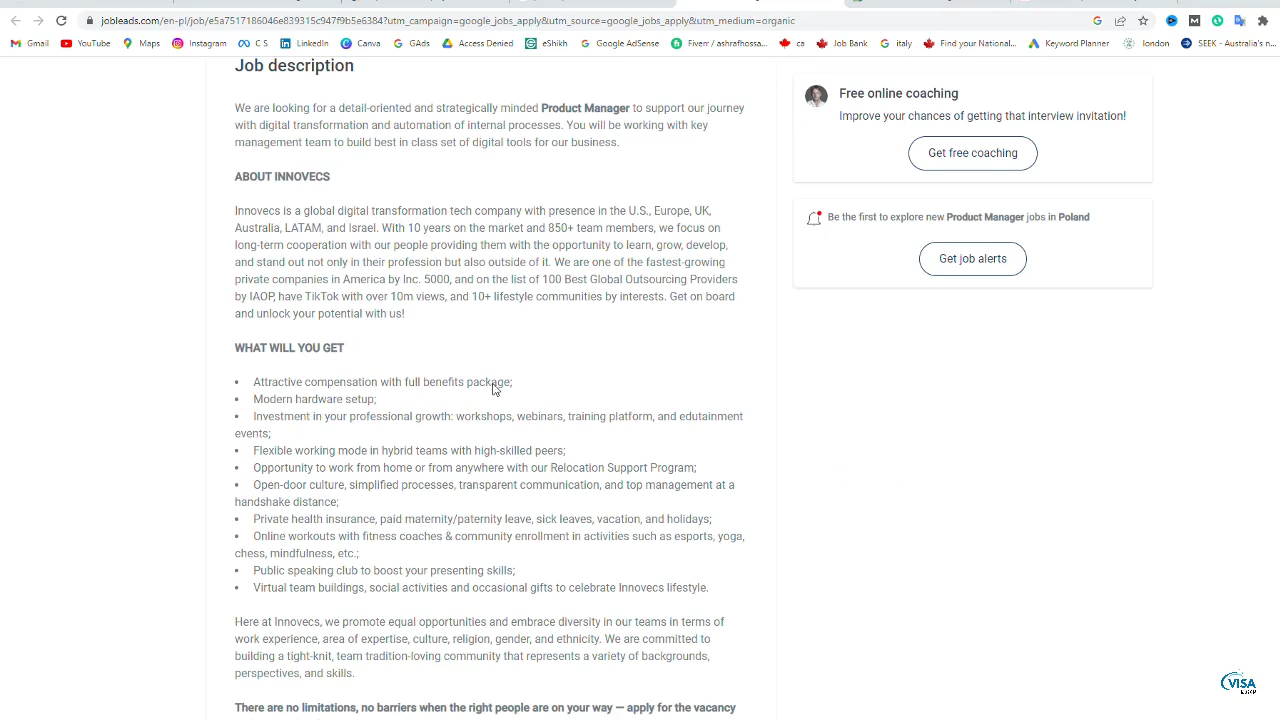 jobleads.com/en-pl/job/e5a7517186046e839315c947f9b5e6384?utm_campaign=google_jobs_apply&utm_source=google_jobs_apply&utm_medium=organic
Gmail YouTube Maps Instagram C S LinkedIn Canva GAds Access Denied eShikh Google AdSense Fiverr / ashrafhossa... ca Job Bank italy Find your National... Keyword Planner london SEEK - Australia's n...
Job description
We are looking for a detail-oriented and strategically minded Product Manager to support our journey
with digital transformation and automation of internal processes. You will be working with key
management team to build best in class set of digital tools for our business.
ABOUT INNOVECS
Innovecs is a global digital transformation tech company with presence in the U.S., Europe, UK,
Australia, LATAM, and Israel. With 10 years on the market and 850+ team members, we focus on
long-term cooperation with our people providing them with the opportunity to learn, grow, develop,
and stand out not only in their profession but also outside of it. We are one of the fastest-growing
private companies in America by Inc. 5000, and on the list of 100 Best Global Outsourcing Providers
by IAOP, have TikTok with over 10m views, and 10+ lifestyle communities by interests. Get on board
and unlock your potential with us!
WHAT WILL YOU GET
• Attractive compensation with full benefits package;
• Modern hardware setup;
• Investment in your professional growth: workshops, webinars, training platform, and edutainment
events;
• Flexible working mode in hybrid teams with high-skilled peers;
• Opportunity to work from home or from anywhere with our Relocation Support Program;
• Open-door culture, simplified processes, transparent communication, and top management at a
handshake distance;
• Private health insurance, paid maternity/paternity leave, sick leaves, vacation, and holidays;
• Online workouts with fitness coaches & community enrollment in activities such as esports, yoga,
chess, mindfulness, etc.;
• Public speaking club to boost your presenting skills;
• Virtual team buildings, social activities and occasional gifts to celebrate Innovecs lifestyle.
Here at Innovecs, we promote equal opportunities and embrace diversity in our teams in terms of
work experience, area of expertise, culture, religion, gender, and ethnicity. We are committed to
building a tight-knit, team tradition-loving community that represents a variety of backgrounds,
perspectives, and skills.
There are no limitations, no barriers when the right people are on your way — apply for the vacancy
Free online coaching
Improve your chances of getting that interview invitation!
Get free coaching
Be the first to explore new Product Manager jobs in Poland
Get job alerts
VISA